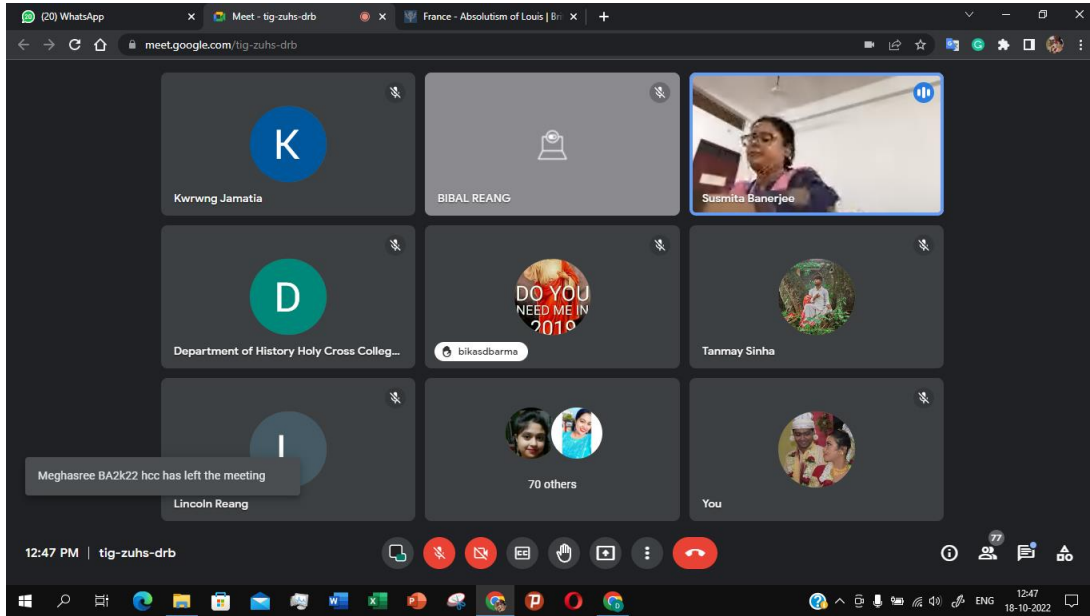 (20) WhatsApp
Meet - tig-zuhs-drb
France - Absolutism of Louis | Bri
meet.google.com/tig-zuhs-drb
K
Kwrwng Jamatia
BIBAL REANG
Susmita Banerjee
D
Department of History Holy Cross Colleg...
DO YOU
NEED ME IN
2019
bikasdbarma
Tanmay Sinha
L
Lincoln Reang
70 others
You
Meghasree BA2k22 hcc has left the meeting
12:47 PM | tig-zuhs-drb
CC
77
ENG
12:47
18-10-2022